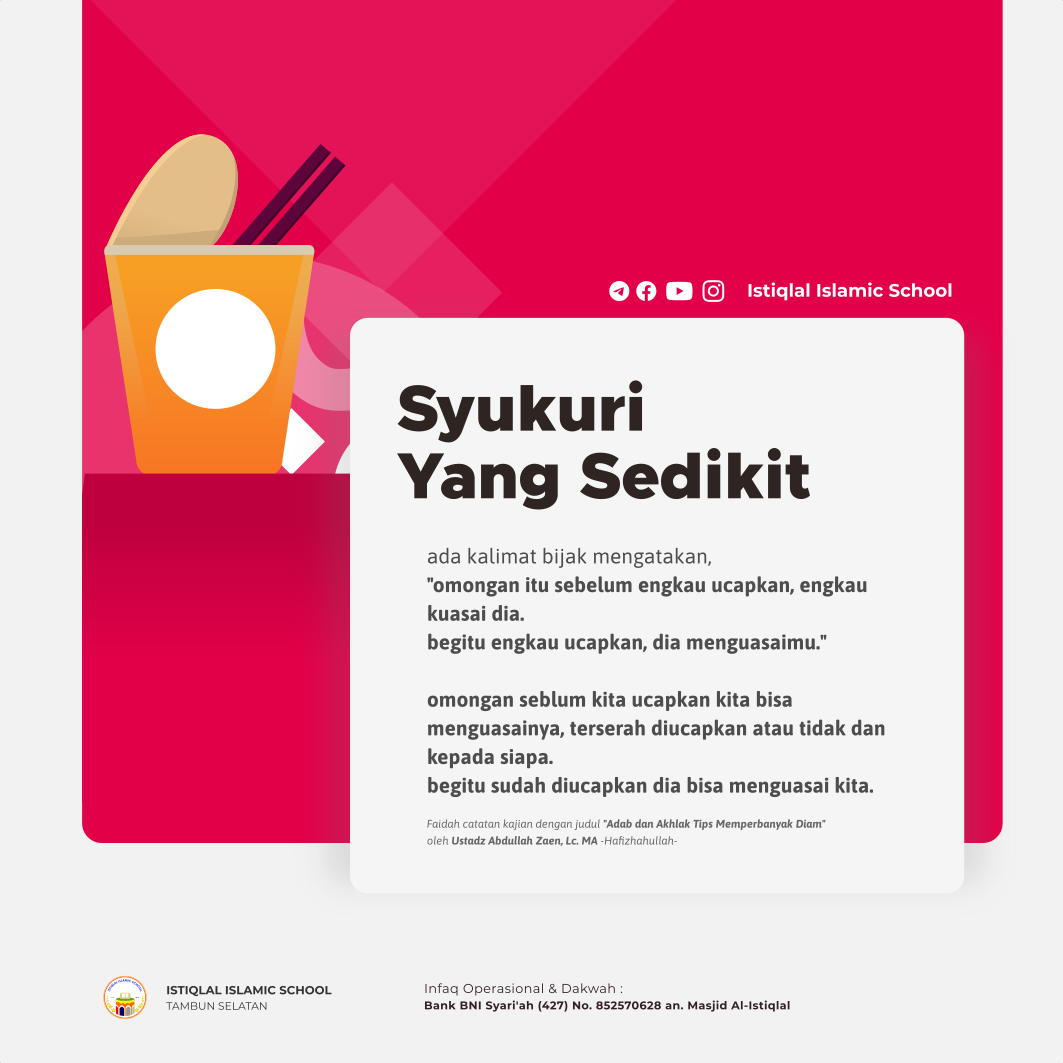 Istiqlal Islamic School
Syukuri
Yang Sedikit
ada kalimat bijak mengatakan,
"omongan itu sebelum engkau ucapkan, engkau
kuasai dia.
begitu engkau ucapkan, dia menguasaimu."
omongan seblum kita ucapkan kita bisa
menguasainya, terserah diucapkan atau tidak dan
kepada siapa.
begitu sudah diucapkan dia bisa menguasai kita.
Faidah catatan kajian dengan judul "Adab dan Akhlak Tips Memperbanyak Diam"
oleh Ustadz Abdullah Zaen, Lc. MA -Hafizhahullah-
ISTIQLAL ISLAMIC SCHOOL
TAMBUN SELATAN
Infaq Operasional & Dakwah :
Bank BNI Syari'ah (427) No. 852570628 an. Masjid Al-Istiqlal